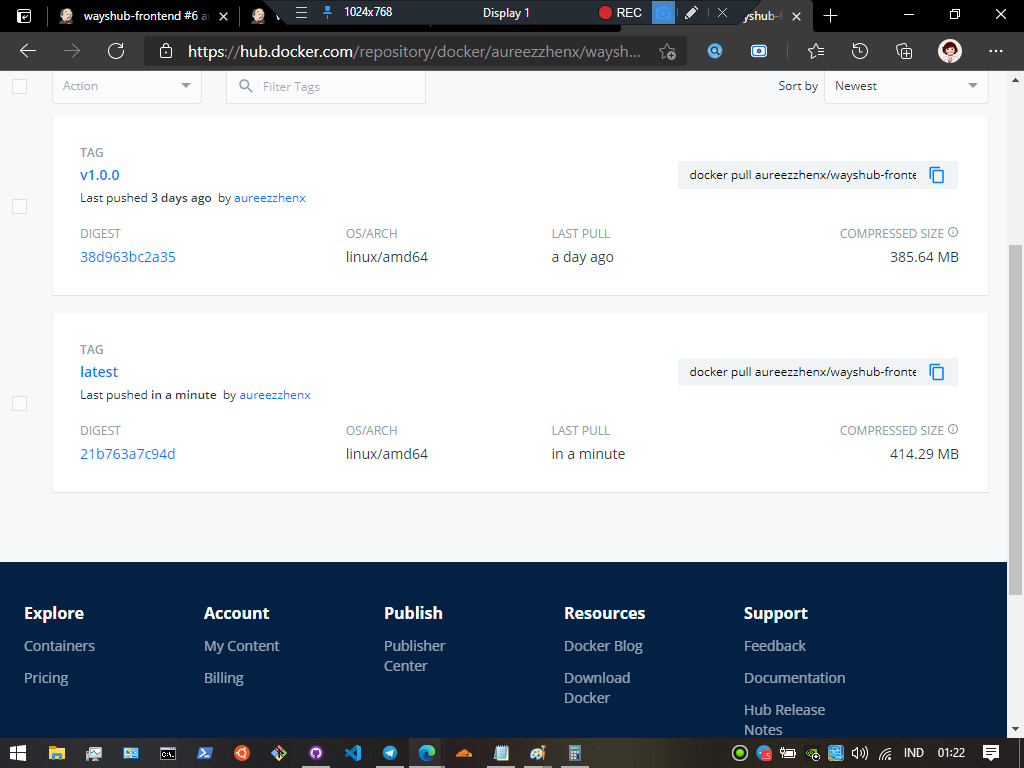 wayshub-frontend #6
1024x768
Display 1
REC
https://hub.docker.com/repository/docker/aureezzhenx/waysh...
Action
Filter Tags
Sort by
Newest
TAG
v1.0.0
docker pull aureezzhenx/wayshub-fronte
Last pushed 3 days ago by aureezzhenx
DIGEST OS/ARCH LAST PULL COMPRESSED SIZE
38d963bc2a35 linux/amd64 a day ago 385.64 MB
TAG
latest
docker pull aureezzhenx/wayshub-fronte
Last pushed in a minute by aureezzhenx
DIGEST OS/ARCH LAST PULL COMPRESSED SIZE
21b763a7c94d linux/amd64 in a minute 414.29 MB
Explore Account Publish Resources Support
Containers My Content Publisher Docker Blog Feedback
Center
Pricing Billing Download Documentation
Docker
Hub Release
Notes
IND 01:22